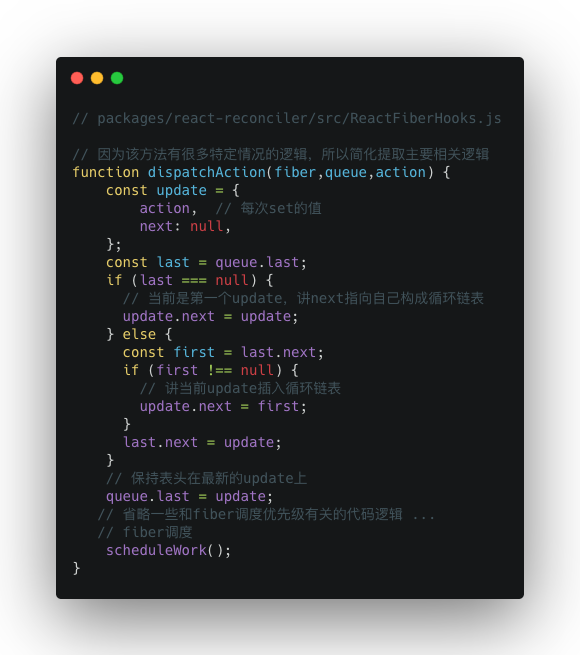 // packages/react-reconciler/src/ReactFiberHooks.js
// 因为该方法有很多特定情况的逻辑，所以简化提取主要相关逻辑
function dispatchAction(fiber,queue,action) {
    const update = {
        action,  // 每次set的值
        next: null,
    };
    const last = queue.last;
    if (last === null) {
      // 当前是第一个update，讲next指向自己构成循环链表
      update.next = update;
    } else {
      const first = last.next;
      if (first !== null) {
        // 讲当前update插入循环链表
        update.next = first;
      }
      last.next = update;
    }
    // 保持表头在最新的update上
    queue.last = update;
   // 省略一些和fiber调度优先级有关的代码逻辑 ...
   // fiber调度
    scheduleWork();
}